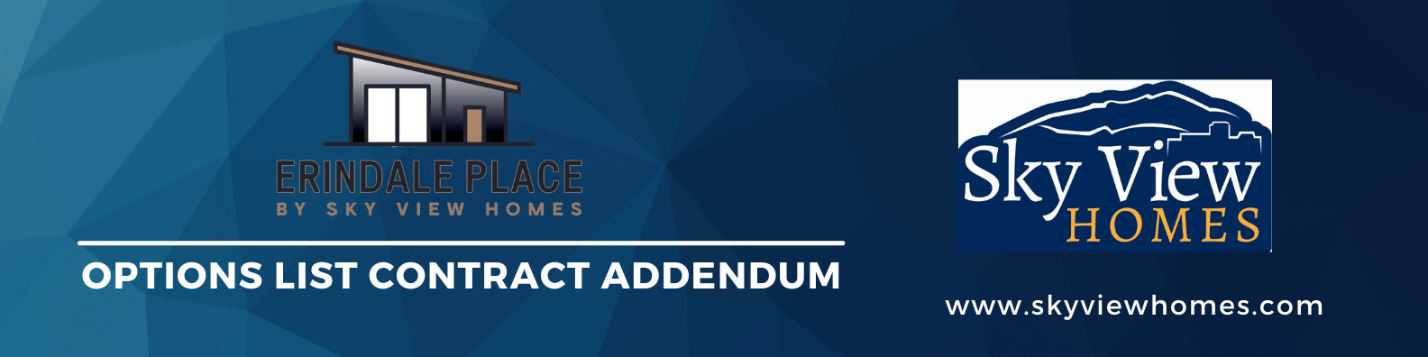 ERINDALE PLACE
BY SKY VIEW HOMES
OPTIONS LIST CONTRACT ADDENDUM
Sky View
HOMES
www.skyviewhomes.com